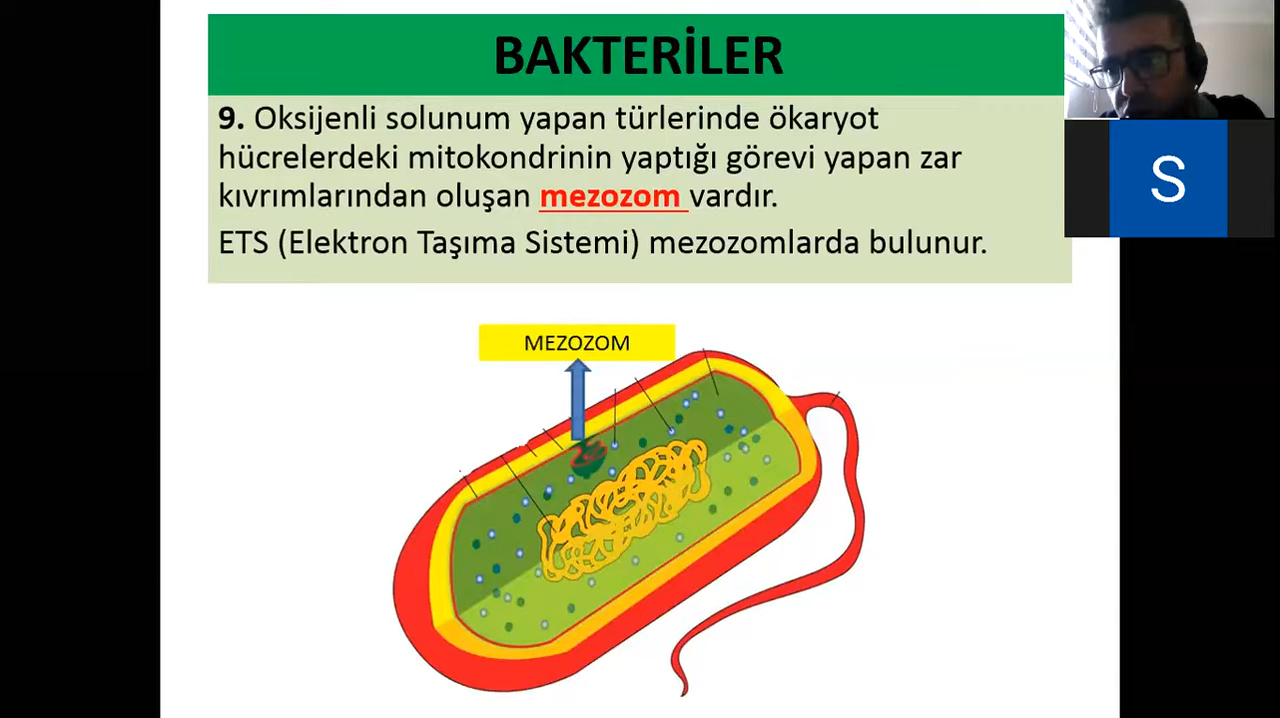 BAKTERİLER
9. Oksijenli solunum yapan türlerinde ökaryot
hücrelerdeki mitokondrinin yaptığı görevi yapan zar
kıvrımlarından oluşan mezozom vardır.
ETS (Elektron Taşıma Sistemi) mezozomlarda bulunur.
MEZOZOM
S